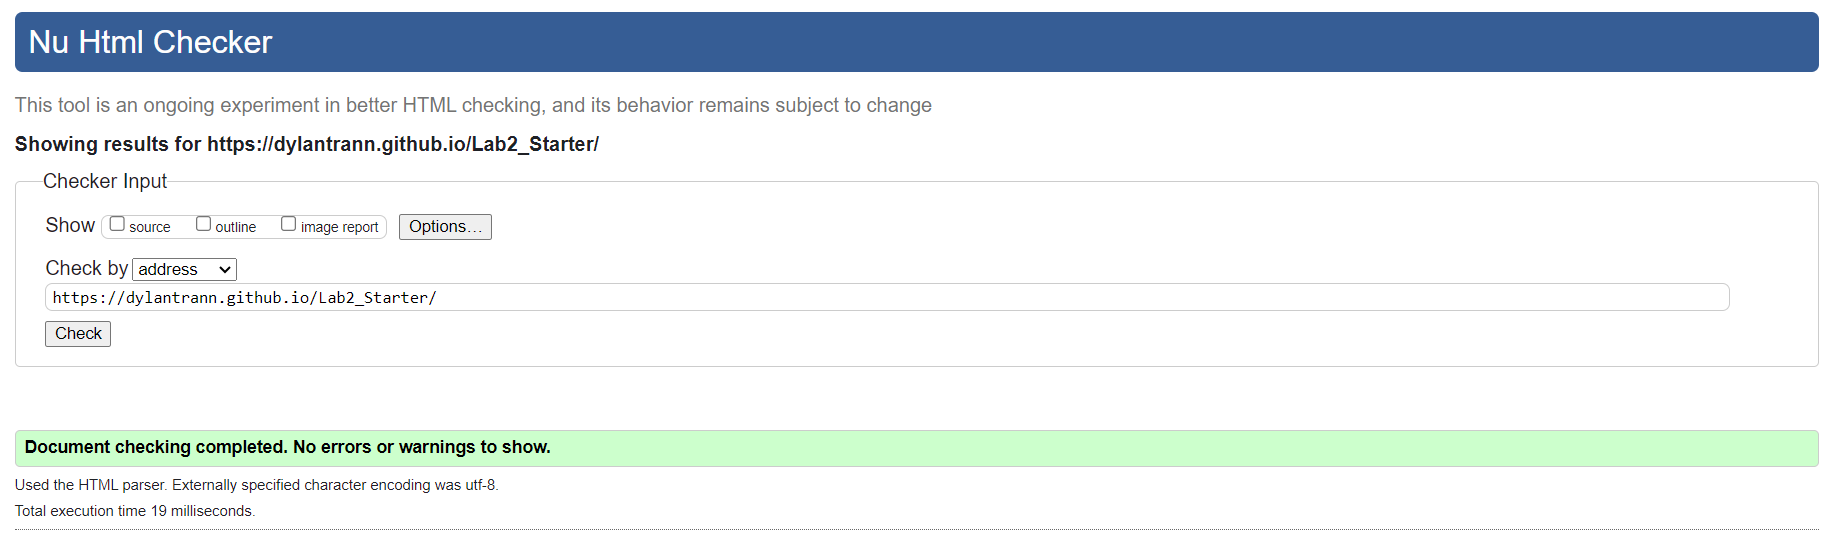 Nu Html Checker
This tool is an ongoing experiment in better HTML checking, and its behavior remains subject to change
Showing results for https://dylantrann.github.io/Lab2_Starter/
Checker Input
Show source outline image report Options...
Check by address
https://dylantrann.github.io/Lab2_Starter/
Check
Document checking completed. No errors or warnings to show.
Used the HTML parser. Externally specified character encoding was utf-8.
Total execution time 19 milliseconds.